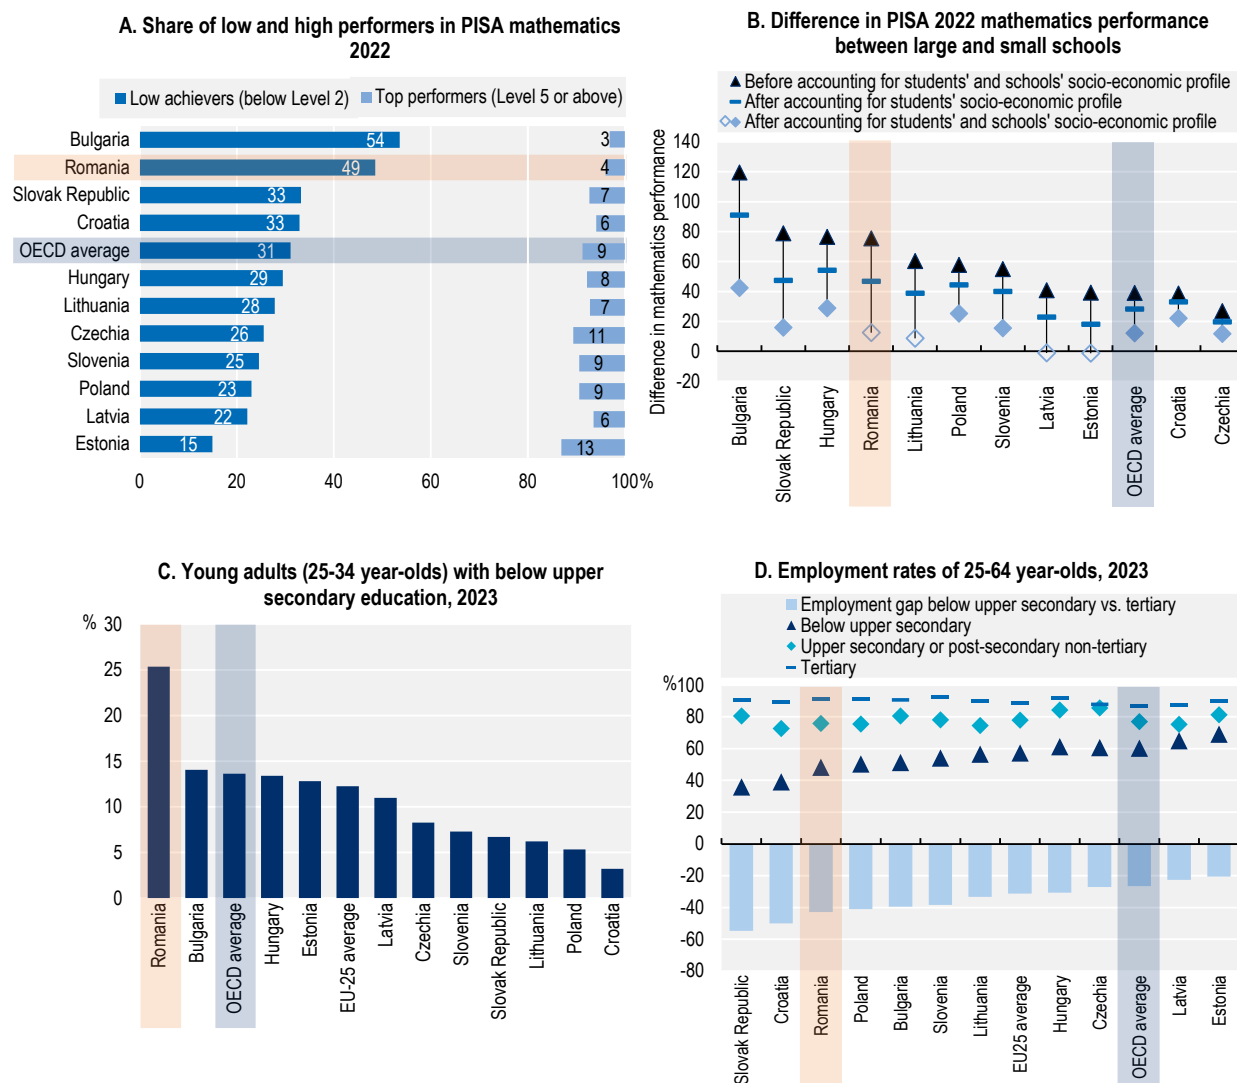 A. Share of low and high performers in PISA mathematics
2022
Low achievers (below Level 2)
Top performers (Level 5 or above)
Bulgaria 54 3
Romania 49 4
Slovak Republic 33 7
Croatia 33 6
OECD average 31 9
Hungary 29 8
Lithuania 28 7
Czechia 26 11
Slovenia 25 9
Poland 23 9
Latvia 22 6
Estonia 15 13
0 20 40 60 80 100%
B. Difference in PISA 2022 mathematics performance
between large and small schools
Before accounting for students' and schools' socio-economic profile
After accounting for students' socio-economic profile
After accounting for students' and schools' socio-economic profile
Difference in mathematics performance
140
120
100
80
60
40
20
0
-20
Bulgaria
Slovak Republic
Hungary
Romania
Lithuania
Poland
Slovenia
Latvia
Estonia
OECD average
Croatia
Czechia
C. Young adults (25-34 year-olds) with below upper
secondary education, 2023
% 30
25
20
15
10
5
0
Romania
Bulgaria
OECD average
Hungary
Estonia
EU-25 average
Latvia
Czechia
Slovenia
Slovak Republic
Lithuania
Poland
Croatia
D. Employment rates of 25-64 year-olds, 2023
Employment gap below upper secondary vs. tertiary
Below upper secondary
Upper secondary or post-secondary non-tertiary
Tertiary
%100
80
60
40
20
0
-20
-40
-60
-80
Slovak Republic
Croatia
Romania
Poland
Bulgaria
Slovenia
Lithuania
EU25 average
Hungary
Czechia
OECD average
Latvia
Estonia